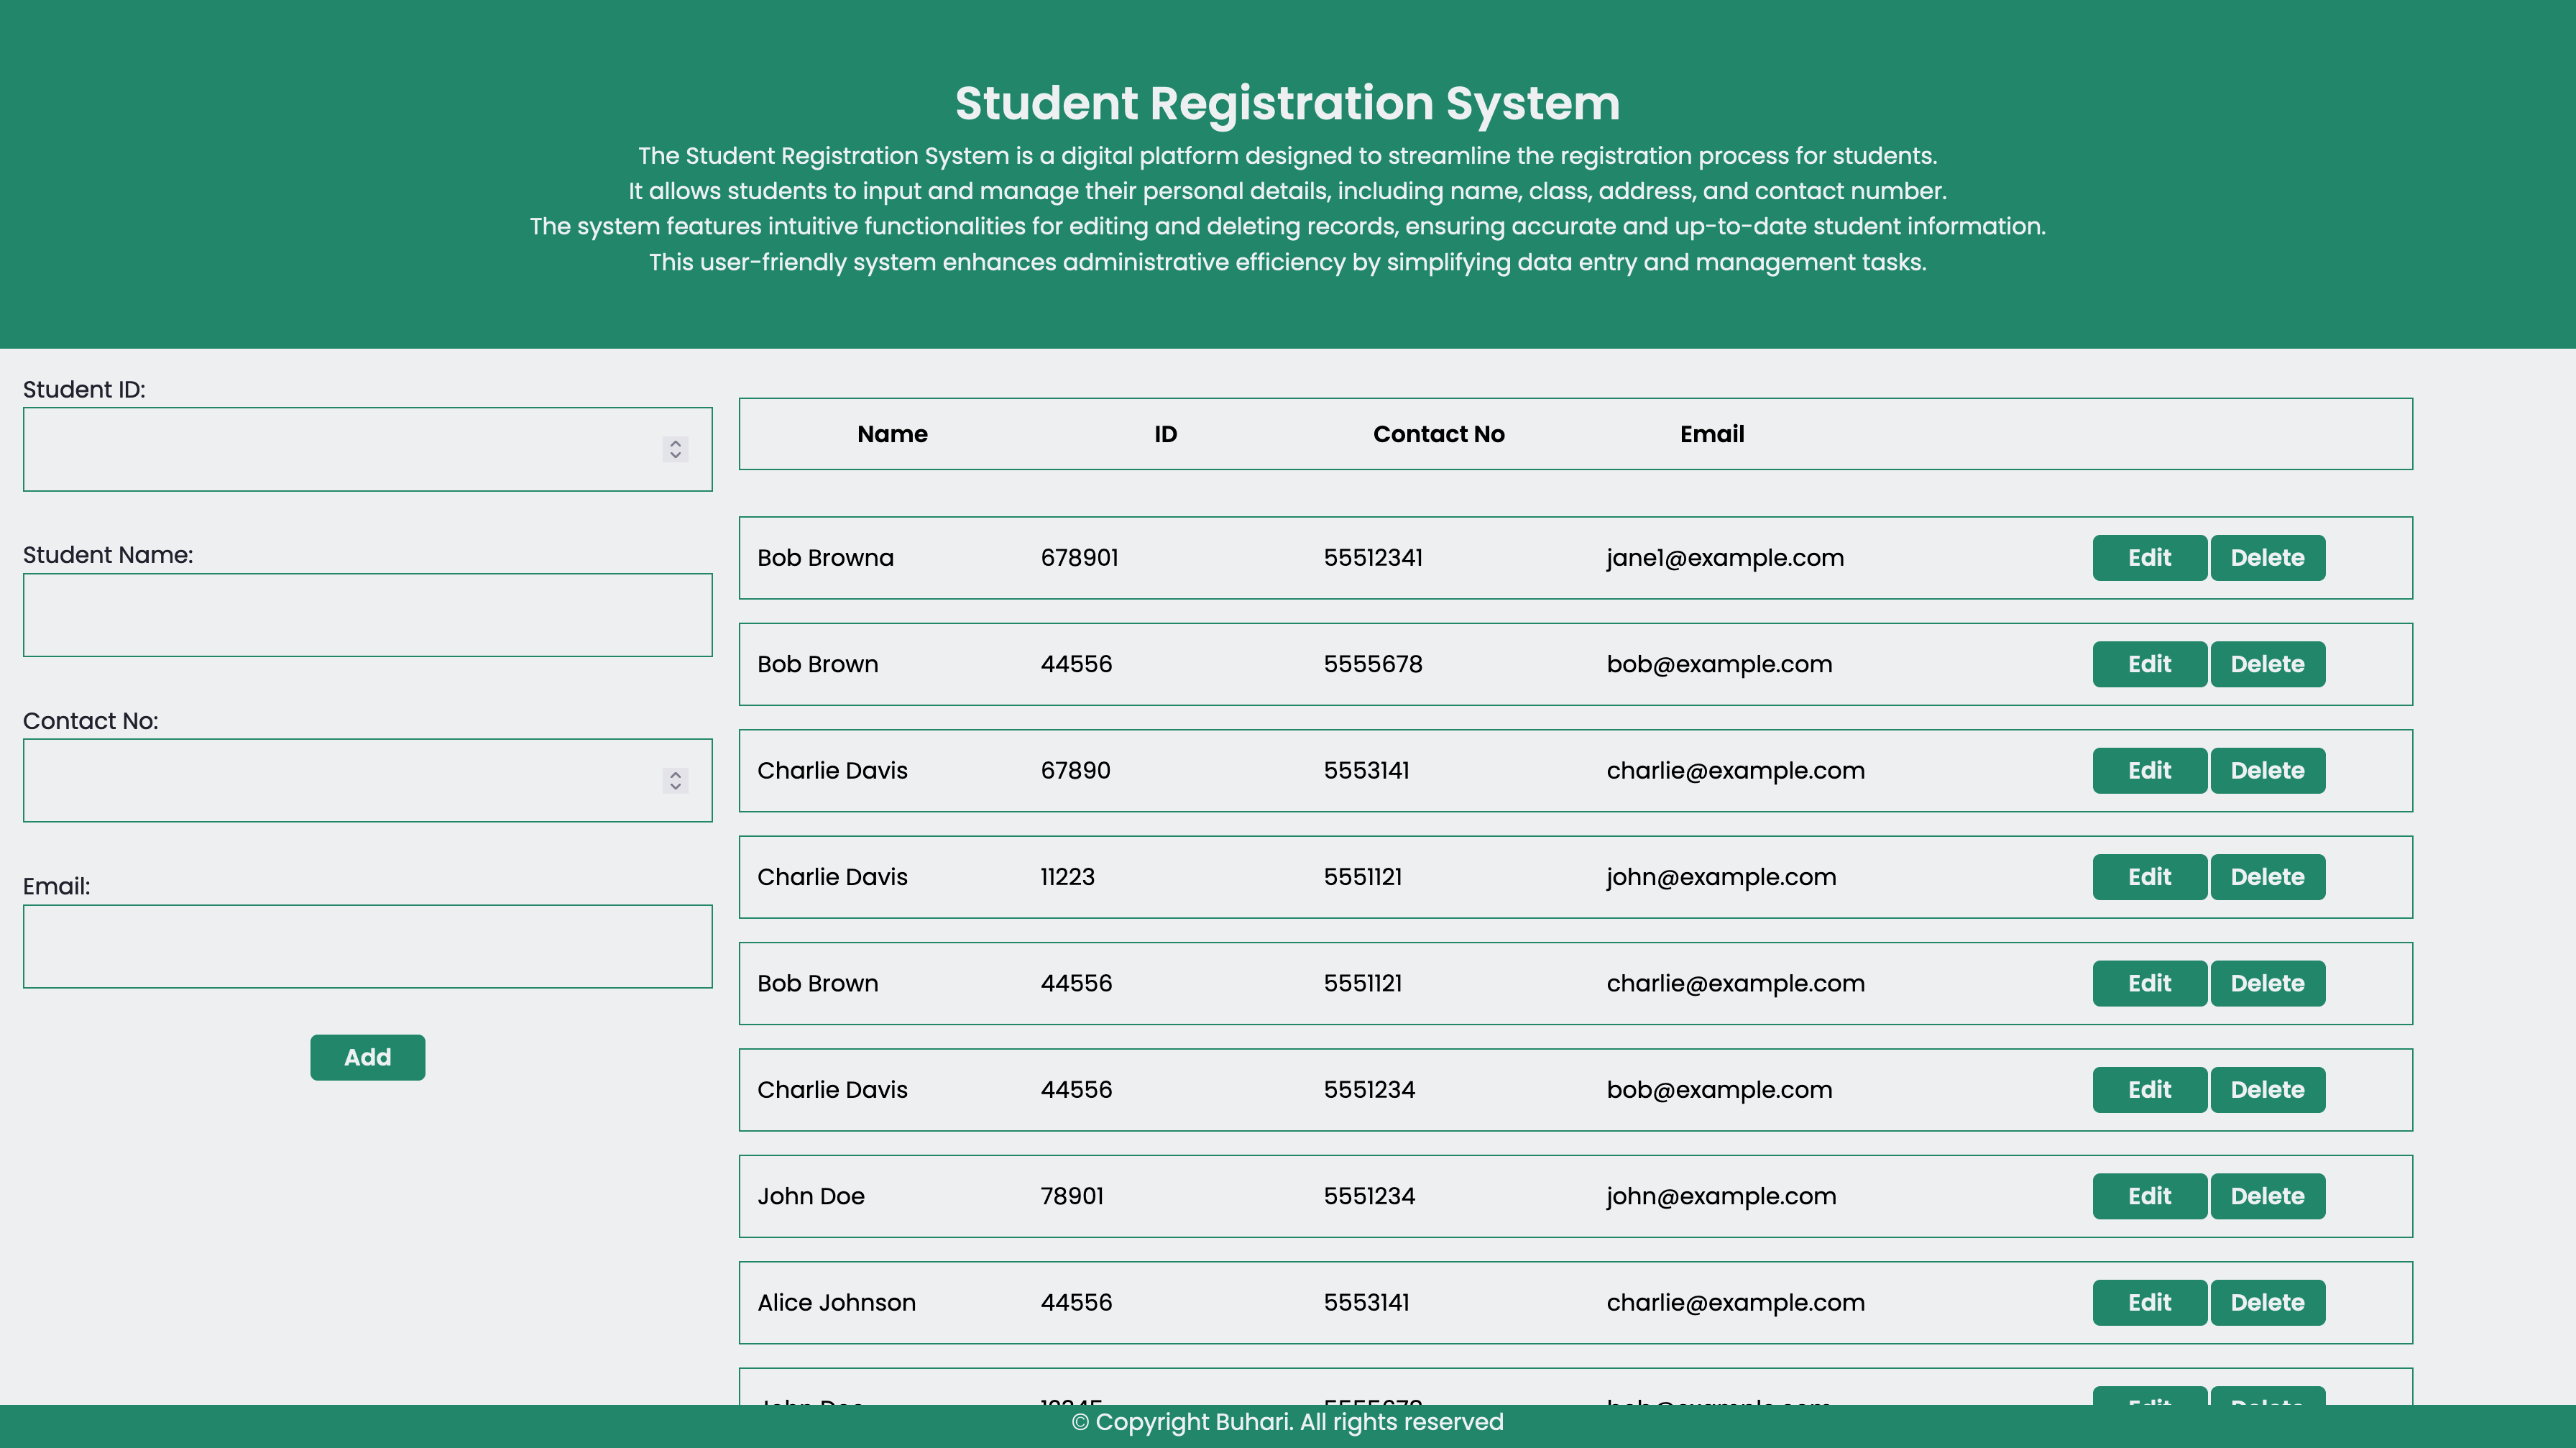 Student Registration System
The Student Registration System is a digital platform designed to streamline the registration process for students.
It allows students to input and manage their personal details, including name, class, address, and contact number.
The system features intuitive functionalities for editing and deleting records, ensuring accurate and up-to-date student information.
This user-friendly system enhances administrative efficiency by simplifying data entry and management tasks.
Student ID:
Student Name:
Contact No:
Email:
Add
Name ID Contact No Email
Bob Browna 678901 55512341 jane1@example.com Edit Delete
Bob Brown 44556 5555678 bob@example.com Edit Delete
Charlie Davis 67890 5553141 charlie@example.com Edit Delete
Charlie Davis 11223 5551121 john@example.com Edit Delete
Bob Brown 44556 5551121 charlie@example.com Edit Delete
Charlie Davis 44556 5551234 bob@example.com Edit Delete
John Doe 78901 5551234 john@example.com Edit Delete
Alice Johnson 44556 5553141 charlie@example.com Edit Delete
© Copyright Buhari. All rights reserved